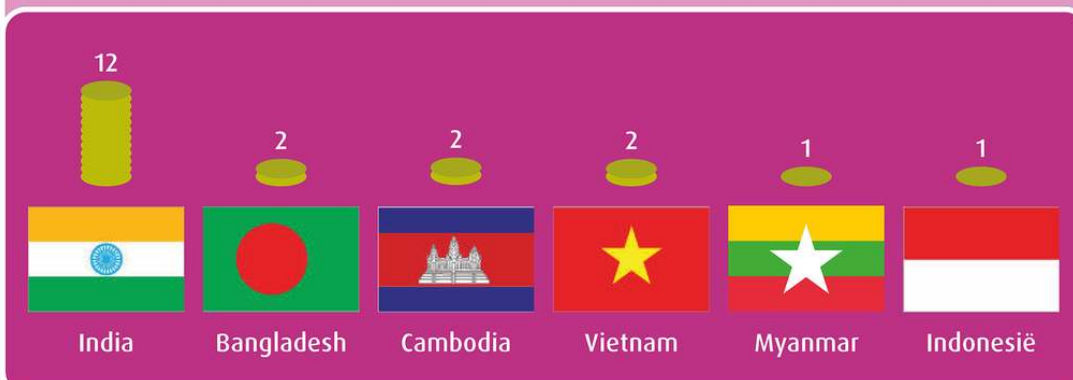 12
2
2
2
1
1
India
Bangladesh
Cambodia
Vietnam
Myanmar
Indonesië